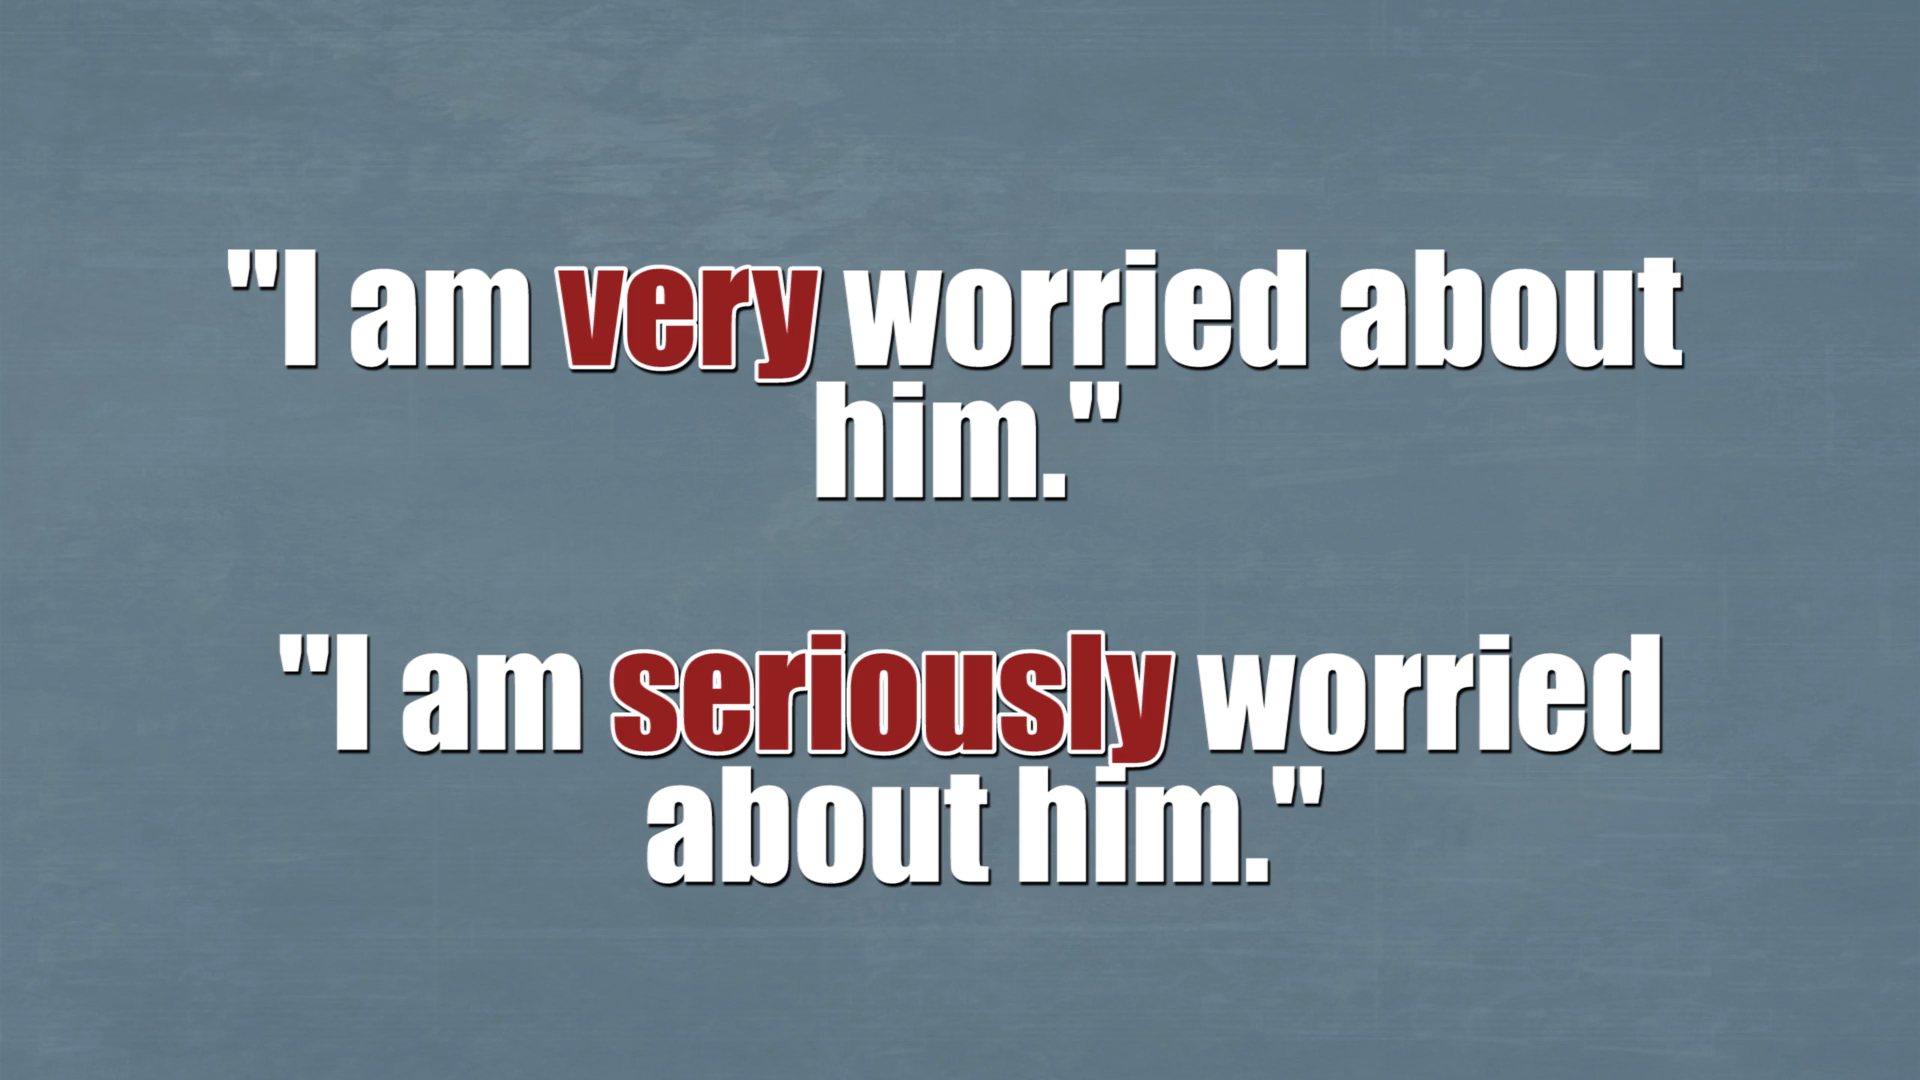 "I am very worried about
him."
"I am seriously worried
about him."